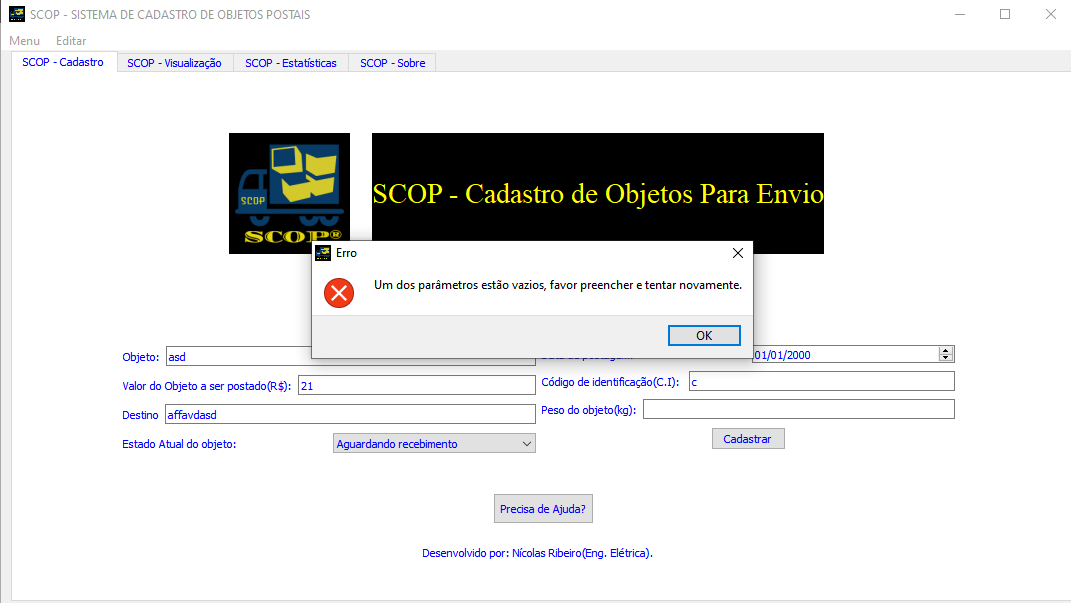 SCOP - SISTEMA DE CADASTRO DE OBJETOS POSTAIS
Menu Editar
SCOP - Cadastro SCOP - Visualização SCOP - Estatísticas SCOP - Sobre
SCOP
SCOP®
SCOP - Cadastro de Objetos Para Envio
Erro
Um dos parâmetros estão vazios, favor preencher e tentar novamente.
OK
Objeto: asd
01/01/2000
Valor do Objeto a ser postado(R$): 21
Código de identificação(C.I): c
Destino affavdasd
Peso do objeto(kg):
Estado Atual do objeto: Aguardando recebimento
Cadastrar
Precisa de Ajuda?
Desenvolvido por: Nícolas Ribeiro(Eng. Elétrica).